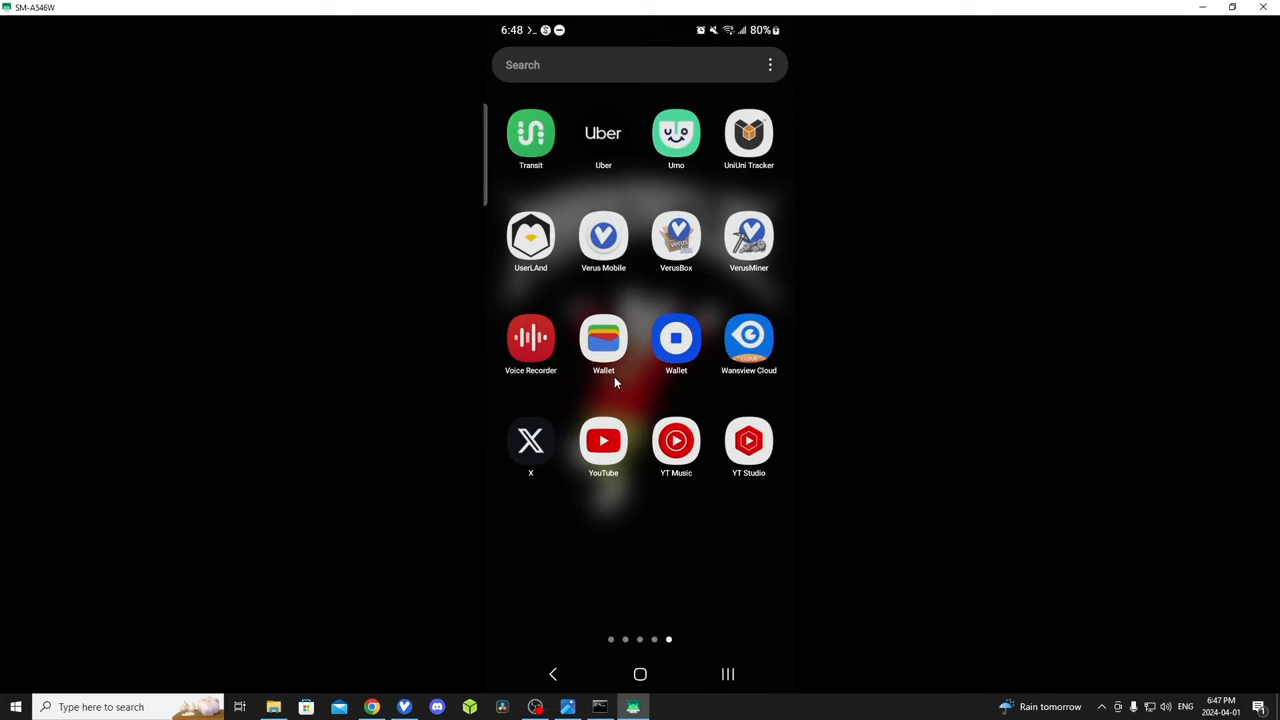 SM-A546W
6:48
80%
Search
Uber
Transit
Uber
Umo
UniUni Tracker
verus
UserLAnd
Verus Mobile
VerusBox
VerusMiner
CLOUD
Voice Recorder
Wallet
Wallet
Wansview Cloud
X
YouTube
YT Music
YT Studio
Type here to search
Rain tomorrow
ENG
6:47 PM
2024-04-01